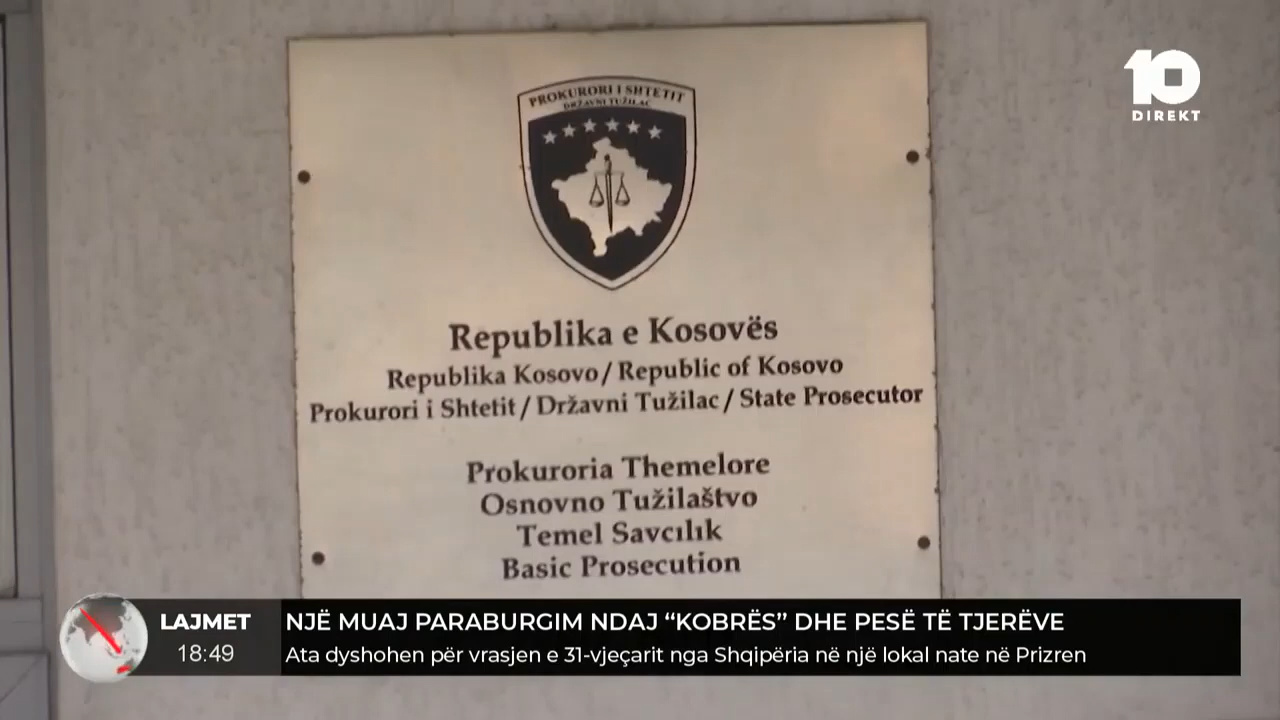 10
DIREKT
PROKURORI I SHTETIT
DRŽAVNI TUŽILAC
Republika e Kosovës
Republika Kosovo/Republic of Kosovo
Prokurori i Shtetit/Državni Tužilac/State Prosecutor
Prokuroria Themelore
Osnovno Tužilaštvo
Temel Savcılık
Basic Prosecution
LAJMET
18:49
NJË MUAJ PARABURGIM NDAJ “KOBRËS” DHE PESË TË TJERËVE
Ata dyshohen për vrasjen e 31-vjeçarit nga Shqipëria në një lokal nate në Prizren